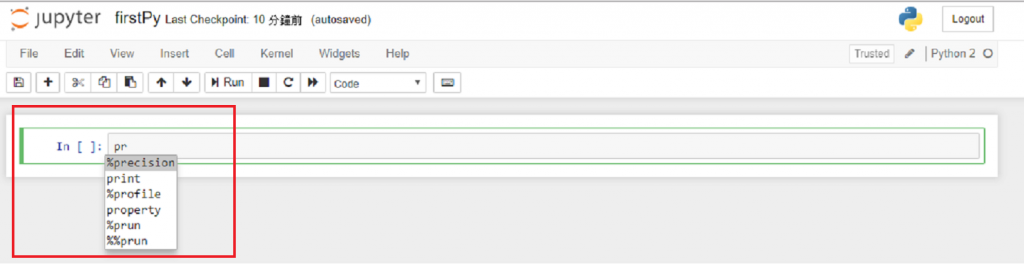 jupyter firstPy Last Checkpoint: 10 分鐘前 (autosaved) Logout
File Edit View Insert Cell Kernel Widgets Help Trusted Python 2
Run Code
In [ ]: pr
%precision
print
%profile
property
%prun
%%prun